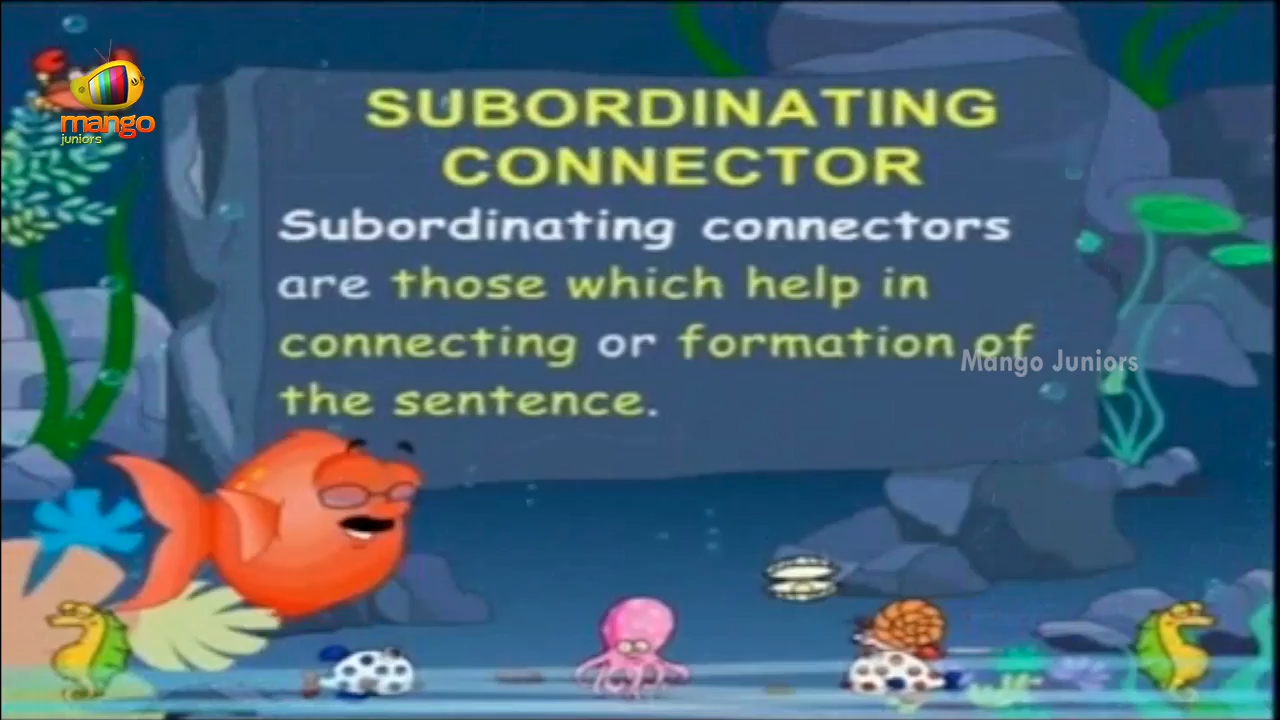 mango
juniors
SUBORDINATING
CONNECTOR
Subordinating connectors
are those which help in
connecting or formation of
Mango Juniors
the sentence.